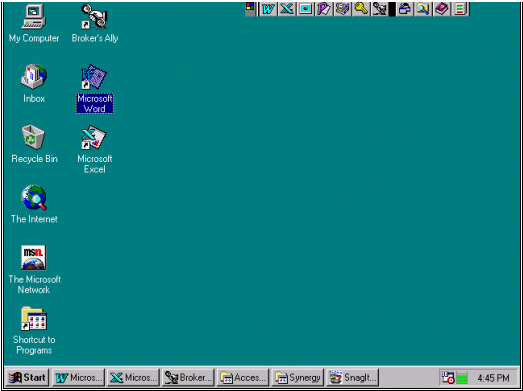 My Computer
Broker's Ally
Inbox
Microsoft
Word
Recycle Bin
Microsoft
Excel
The Internet
msn.
The Microsoft
Network
Shortcut to
Programs
Start
Micros...
Micros...
Broker...
Acces...
Synergy
SnagIt...
4:45 PM